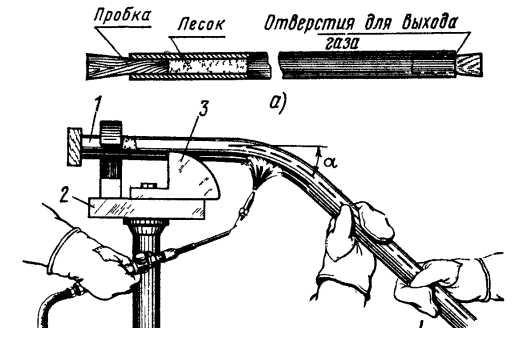 Пробка
Песок
Отверстия для выхода
газа
а)
1
3
α
2